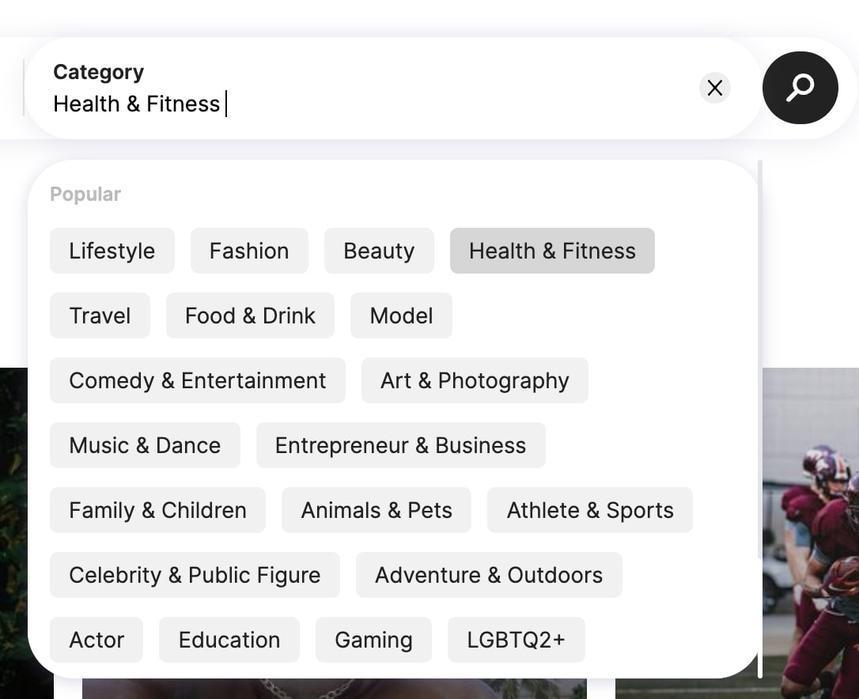 Category
Health & Fitness
Popular
Lifestyle Fashion Beauty Health & Fitness
Travel Food & Drink Model
Comedy & Entertainment Art & Photography
Music & Dance Entrepreneur & Business
Family & Children Animals & Pets Athlete & Sports
Celebrity & Public Figure Adventure & Outdoors
Actor Education Gaming LGBTQ2+